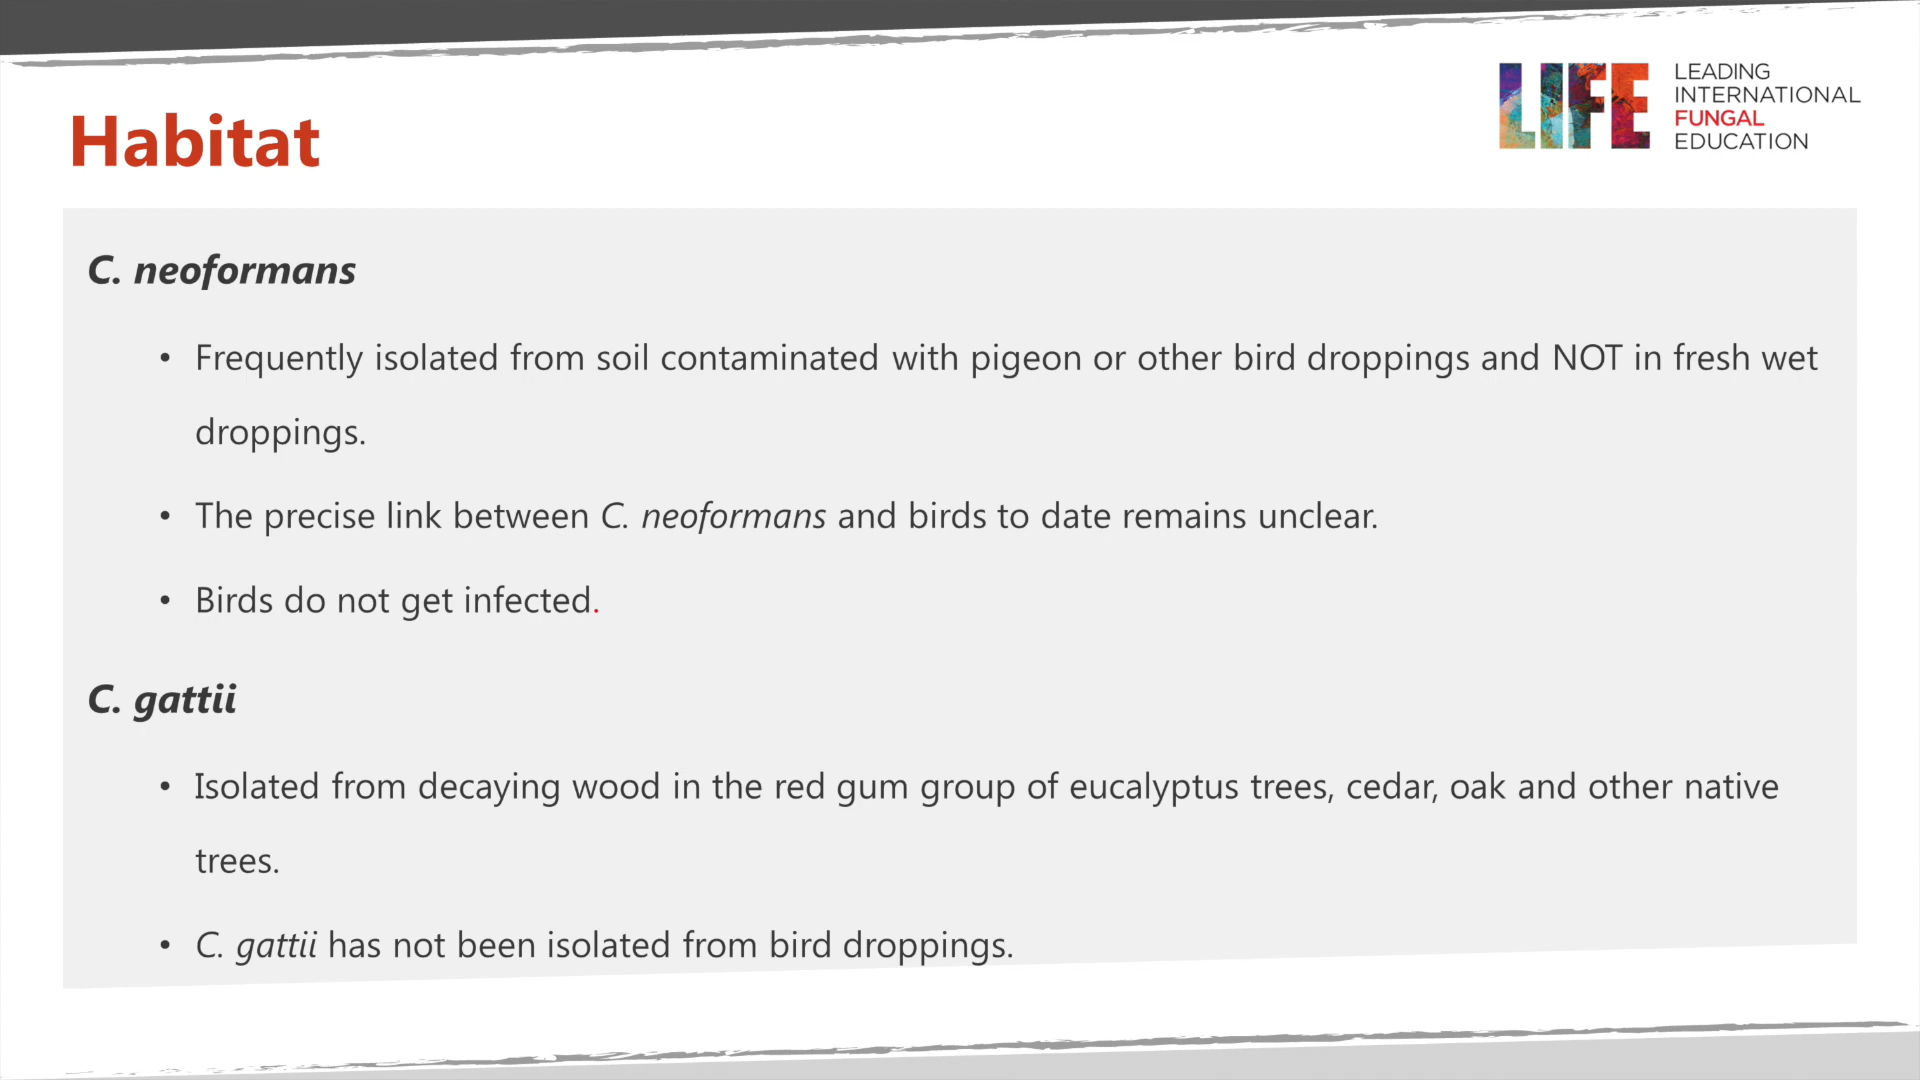 LIFE
LEADING
INTERNATIONAL
FUNGAL
EDUCATION
Habitat
C. neoformans
• Frequently isolated from soil contaminated with pigeon or other bird droppings and NOT in fresh wet
droppings.
• The precise link between C. neoformans and birds to date remains unclear.
• Birds do not get infected.
C. gattii
• Isolated from decaying wood in the red gum group of eucalyptus trees, cedar, oak and other native
trees.
• C. gattii has not been isolated from bird droppings.